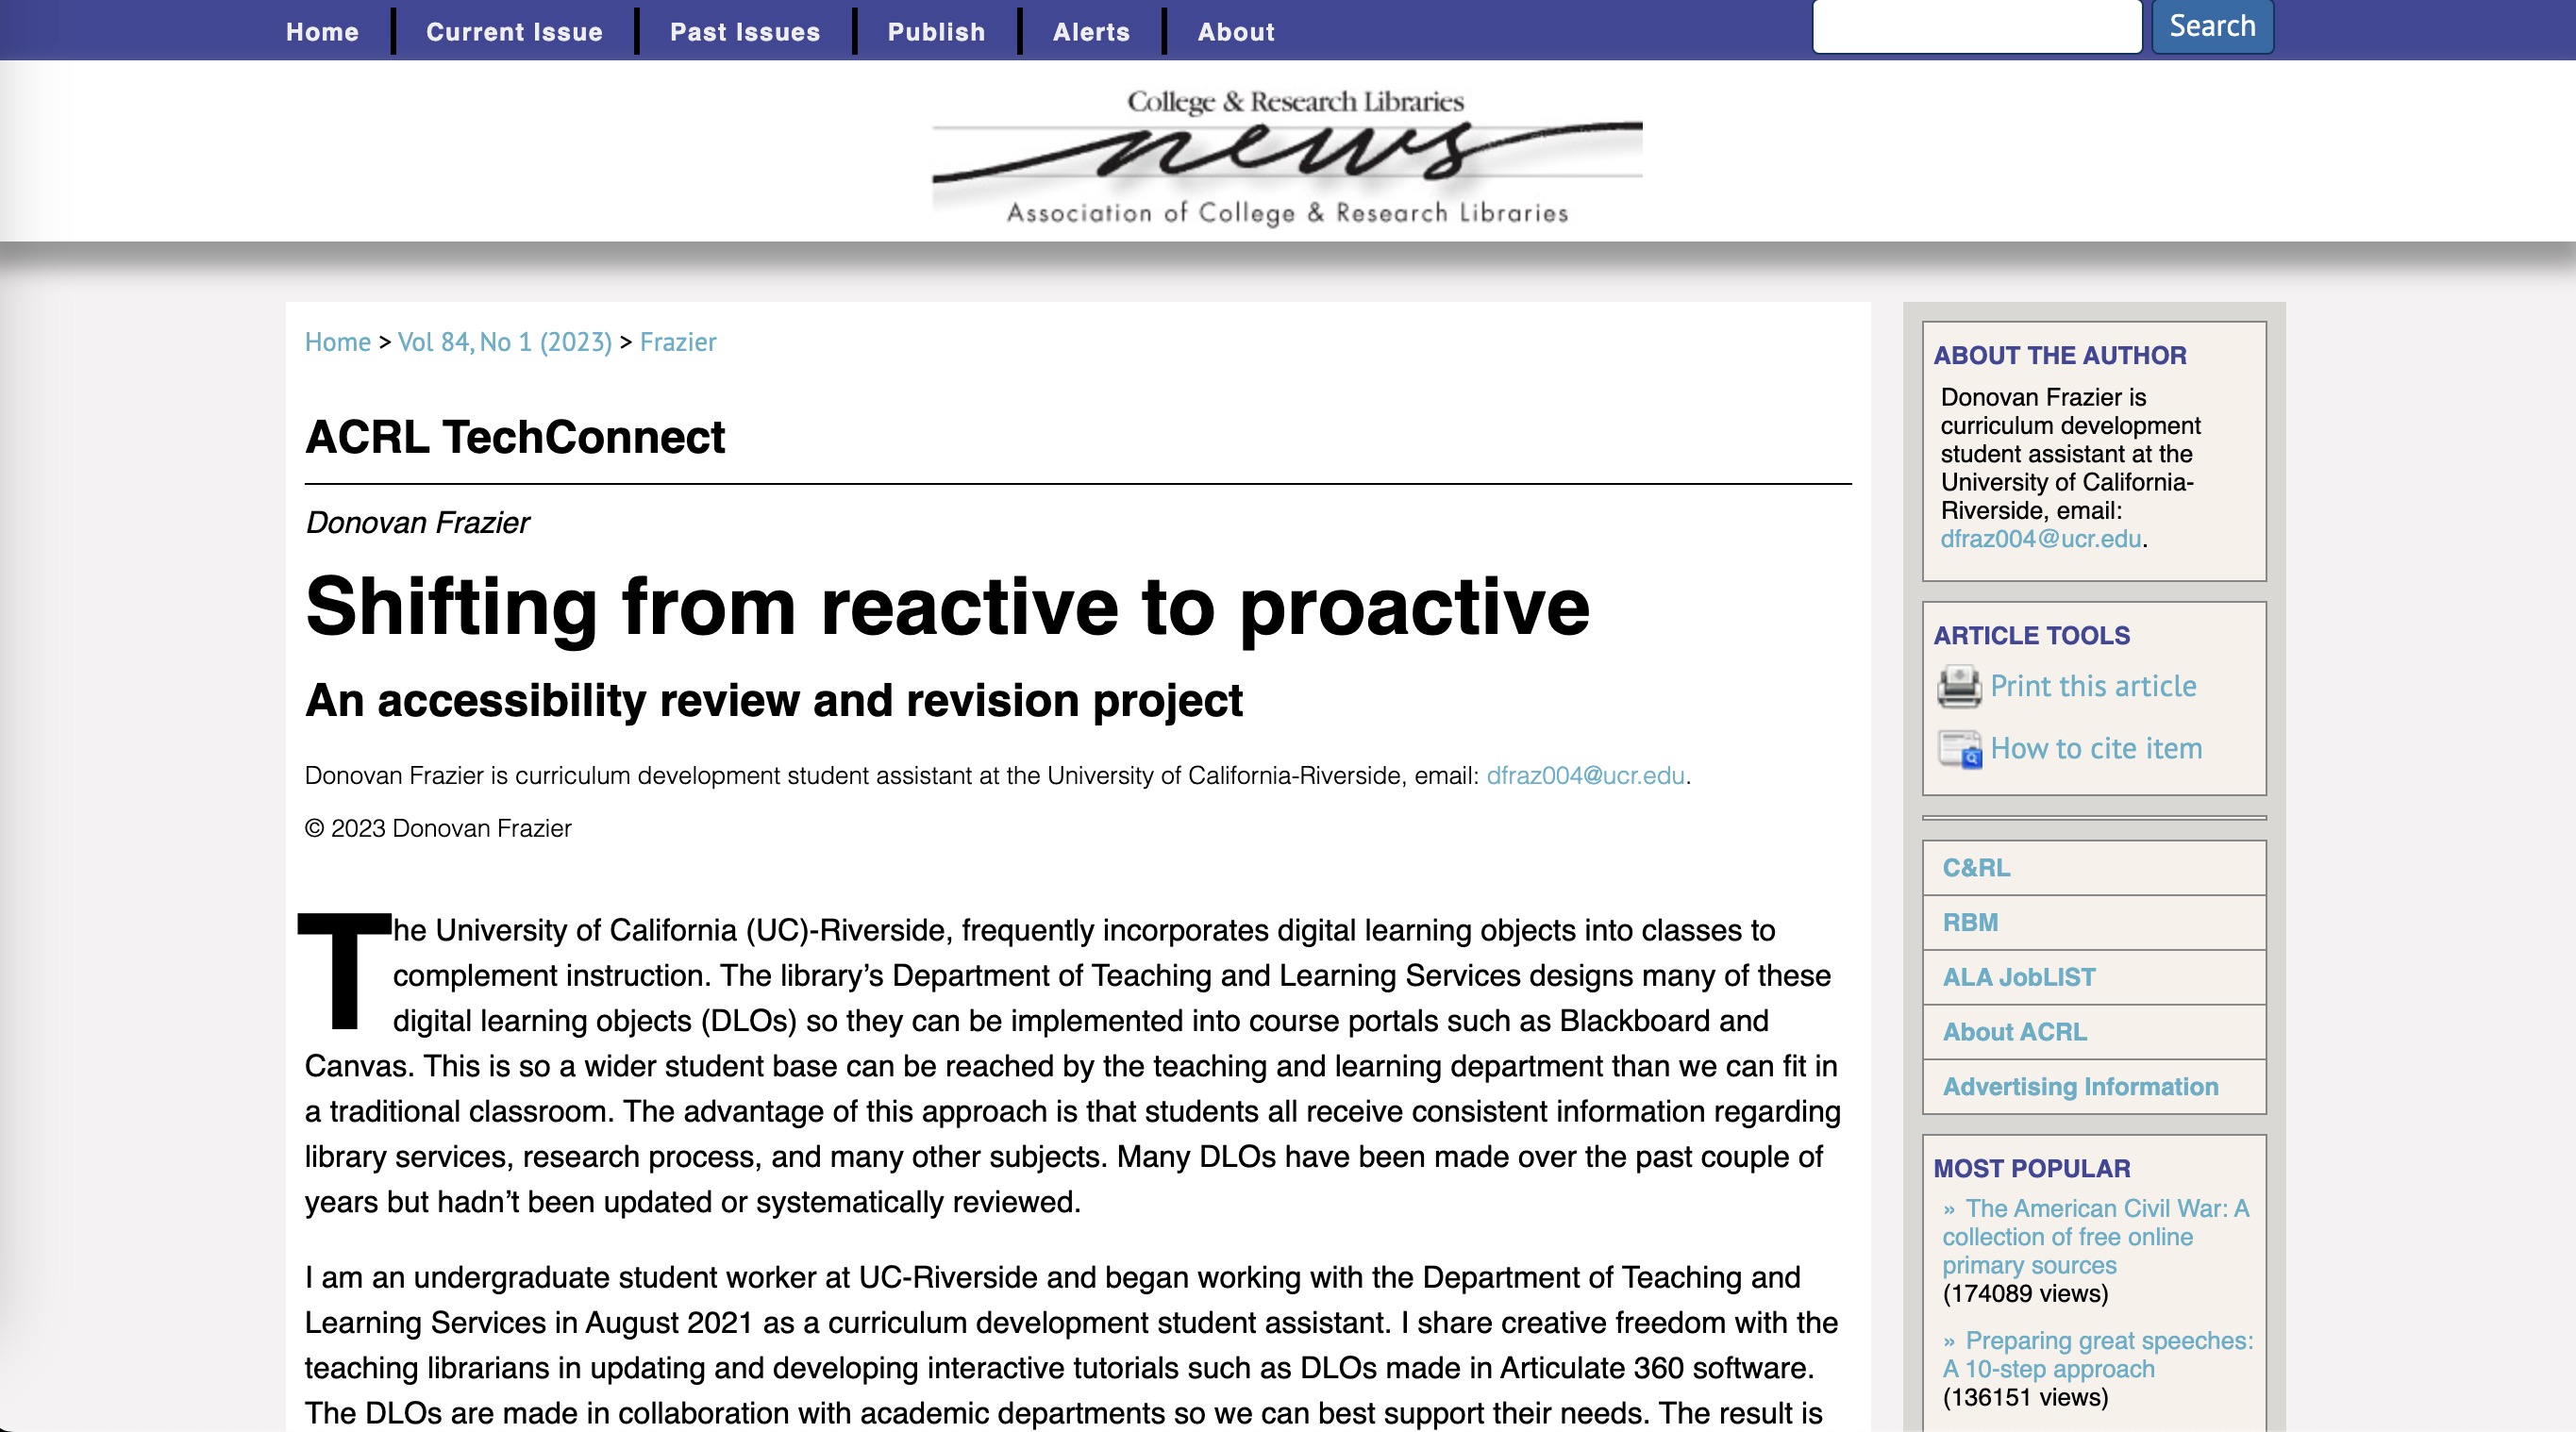 Home
Current Issue
Past Issues
Publish
Alerts
About
Search
College & Research Libraries
news
Association of College & Research Libraries
Home > Vol 84, No 1 (2023) > Frazier
ACRL TechConnect
Donovan Frazier
Shifting from reactive to proactive
An accessibility review and revision project
Donovan Frazier is curriculum development student assistant at the University of California-Riverside, email: dfraz004@ucr.edu.
© 2023 Donovan Frazier
The University of California (UC)-Riverside, frequently incorporates digital learning objects into classes to
complement instruction. The library’s Department of Teaching and Learning Services designs many of these
digital learning objects (DLOs) so they can be implemented into course portals such as Blackboard and
Canvas. This is so a wider student base can be reached by the teaching and learning department than we can fit in
a traditional classroom. The advantage of this approach is that students all receive consistent information regarding
library services, research process, and many other subjects. Many DLOs have been made over the past couple of
years but hadn’t been updated or systematically reviewed.
I am an undergraduate student worker at UC-Riverside and began working with the Department of Teaching and
Learning Services in August 2021 as a curriculum development student assistant. I share creative freedom with the
teaching librarians in updating and developing interactive tutorials such as DLOs made in Articulate 360 software.
The DLOs are made in collaboration with academic departments so we can best support their needs. The result is
ABOUT THE AUTHOR
Donovan Frazier is
curriculum development
student assistant at the
University of California-
Riverside, email:
dfraz004@ucr.edu.
ARTICLE TOOLS
Print this article
How to cite item
C&RL
RBM
ALA JobLIST
About ACRL
Advertising Information
MOST POPULAR
» The American Civil War: A
collection of free online
primary sources
(174089 views)
» Preparing great speeches:
A 10-step approach
(136151 views)